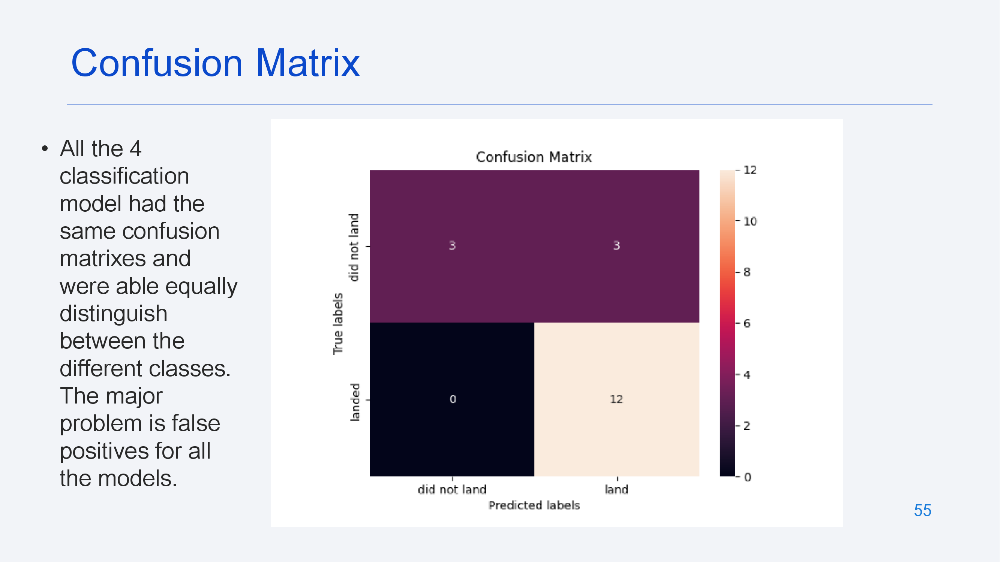 Confusion Matrix
• All the 4
classification
model had the
same confusion
matrixes and
were able equally
distinguish
between the
different classes.
The major
problem is false
positives for all
the models.
Confusion Matrix
True labels
did not land
landed
3
3
0
12
did not land
land
Predicted labels
12
10
8
6
4
2
0
55